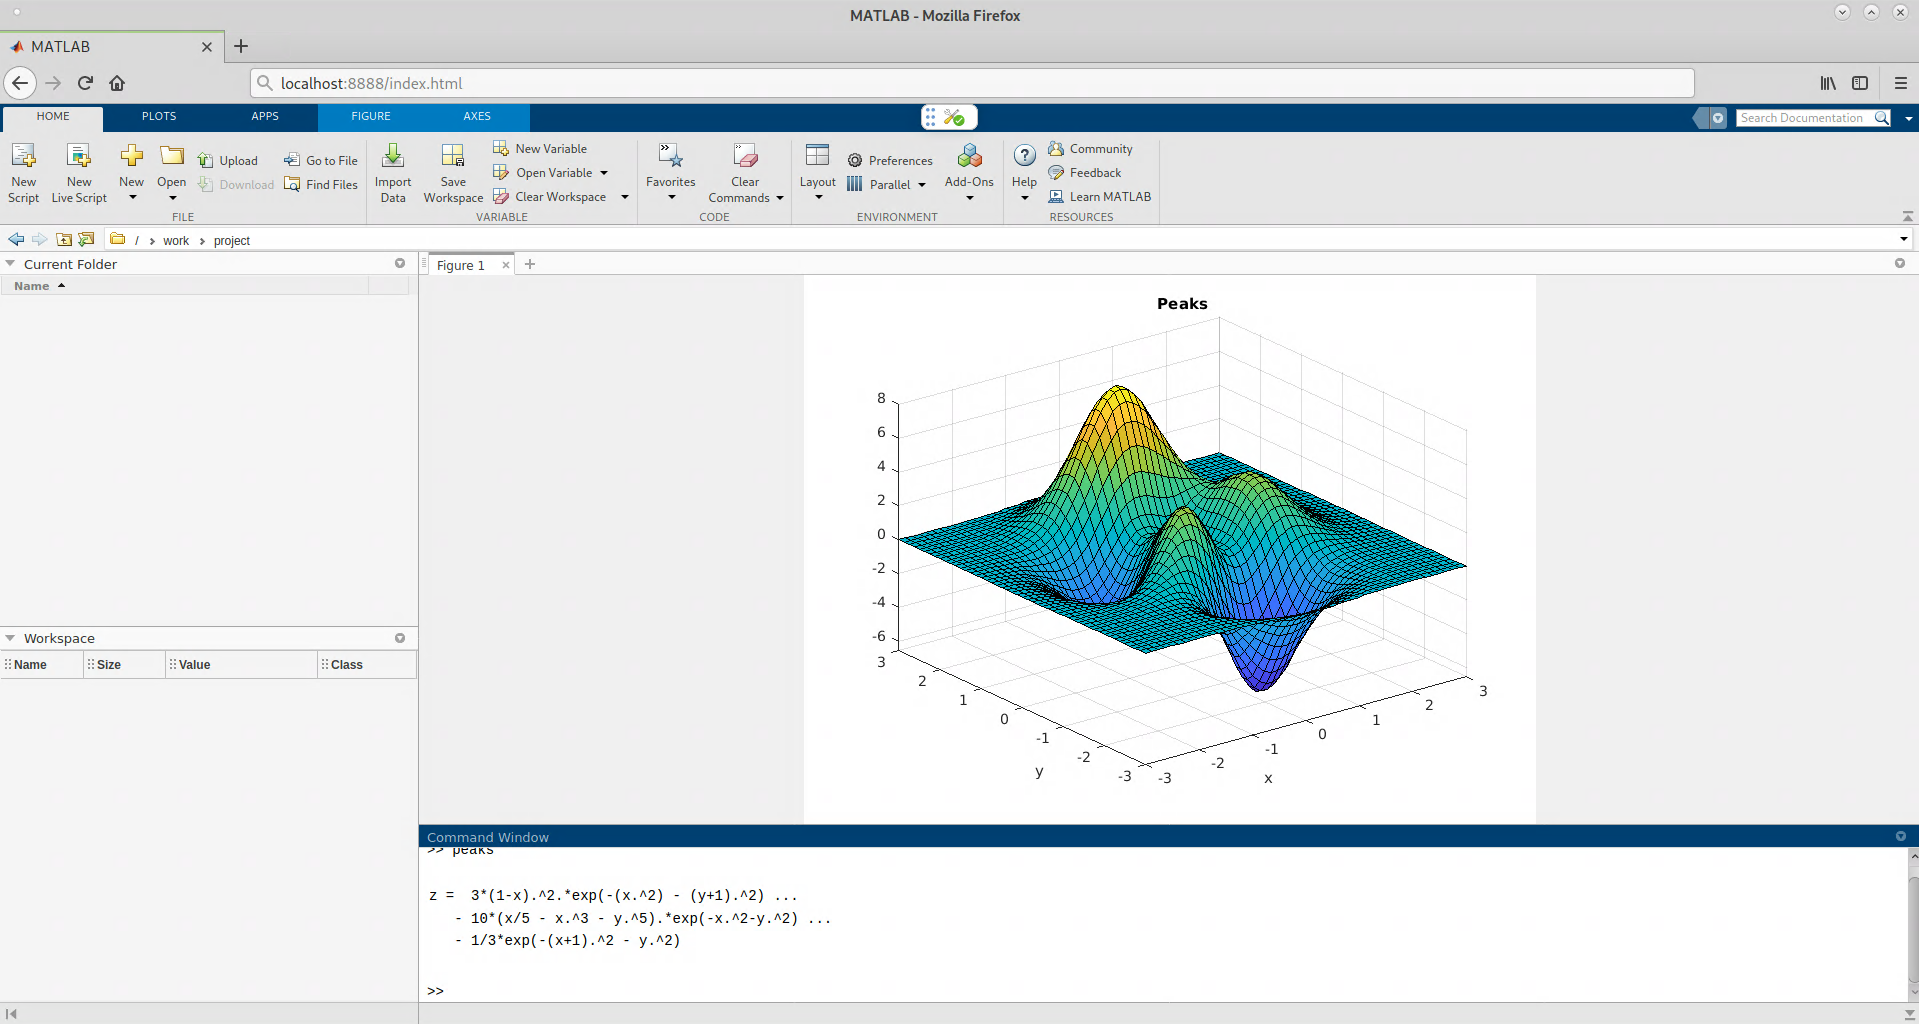 MATLAB - Mozilla Firefox
MATLAB
localhost:8888/index.html
HOME PLOTS APPS FIGURE AXES
Search Documentation
New Script
New Live Script
New
Open
Upload
Download
Go to File
Find Files
FILE
Import Data
Save Workspace
New Variable
Open Variable
Clear Workspace
VARIABLE
Favorites
Clear Commands
CODE
Layout
Preferences
Parallel
Add-Ons
ENVIRONMENT
Help
Community
Feedback
Learn MATLAB
RESOURCES
/ › work › project
Current Folder
Name
Workspace
Name Size Value Class
Figure 1
Peaks
8
6
4
2
0
-2
-4
-6
3
2
1
0
-1
-2
-3
y
-3
-2
-1
0
1
2
3
x
Command Window
>> peaks
z =  3*(1-x).^2.*exp(-(x.^2) - (y+1).^2) ...
   - 10*(x/5 - x.^3 - y.^5).*exp(-x.^2-y.^2) ...
   - 1/3*exp(-(x+1).^2 - y.^2)
>>